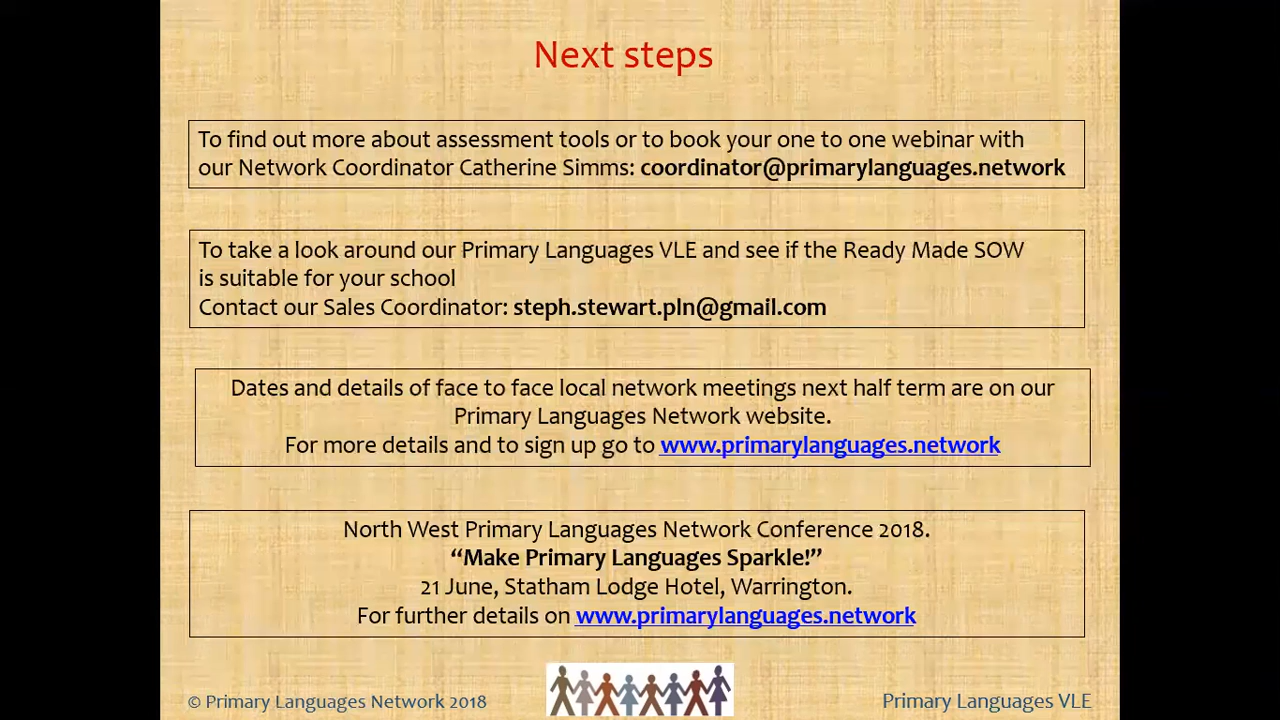 Next steps
To find out more about assessment tools or to book your one to one webinar with
our Network Coordinator Catherine Simms: coordinator@primarylanguages.network
To take a look around our Primary Languages VLE and see if the Ready Made SOW
is suitable for your school
Contact our Sales Coordinator: steph.stewart.pln@gmail.com
Dates and details of face to face local network meetings next half term are on our
Primary Languages Network website.
For more details and to sign up go to www.primarylanguages.network
North West Primary Languages Network Conference 2018.
“Make Primary Languages Sparkle!”
21 June, Statham Lodge Hotel, Warrington.
For further details on www.primarylanguages.network
© Primary Languages Network 2018
Primary Languages VLE